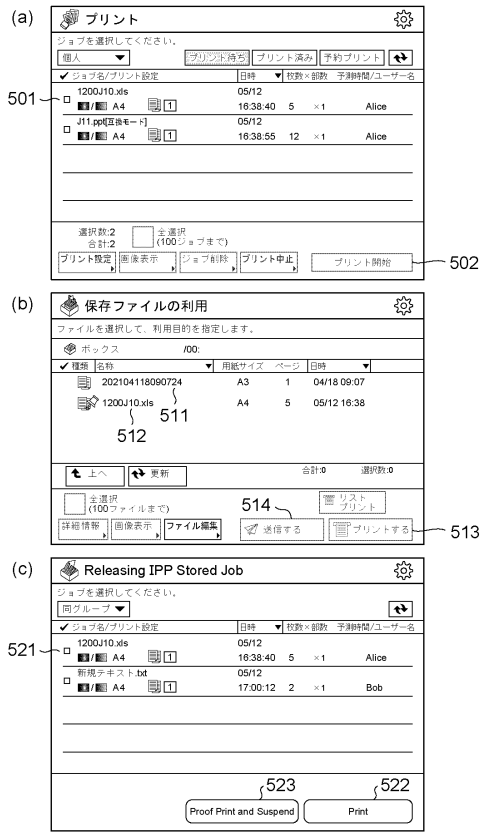 (a)
プリント
ジョブを選択してください。
個人 プリント待ち プリント済み 予約プリント
ジョブ名/プリント設定 日時 枚数×部数 予測時間/ユーザー名
501
1200J10.xls 05/12
A4 1 16:38:40 5 ×1 Alice
J11.ppt[互換モード] 05/12
A4 1 16:38:55 12 ×1 Alice
選択数:2 全選択
合計:2 (100ジョブまで)
プリント設定 画像表示 ジョブ削除 プリント中止 プリント開始 502
(b)
保存ファイルの利用
ファイルを選択して、利用目的を指定します。
ボックス /00:
種類 名称 用紙サイズ ページ 日時
202104118090724 A3 1 04/18 09:07
1200J10.xls A4 5 05/12 16:38
511
512
上へ 更新 合計:0 選択数:0
全選択
(100ファイルまで)
リスト
プリント
514
詳細情報 画像表示 ファイル編集 送信する プリントする 513
(c)
Releasing IPP Stored Job
ジョブを選択してください。
同グループ
ジョブ名/プリント設定 日時 枚数×部数 予測時間/ユーザー名
521
1200J10.xls 05/12
A4 1 16:38:40 5 ×1 Alice
新規テキスト.txt 05/12
A4 1 17:00:12 2 ×1 Bob
523 522
Proof Print and Suspend Print